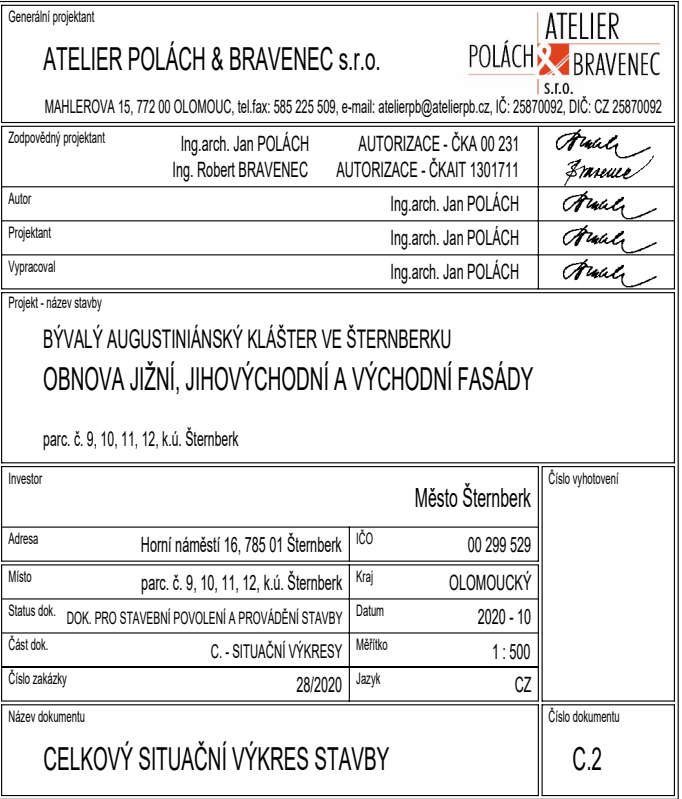 Generální projektant
ATELIER POLÁCH & BRAVENEC s.r.o.
ATELIER
POLÁCH & BRAVENEC
s.r.o.
MAHLEROVA 15, 772 00 OLOMOUC, tel.fax: 585 225 509, e-mail: atelierpb@atelierpb.cz, IČ: 25870092, DIČ: CZ 25870092
Zodpovědný projektant
Ing.arch. Jan POLÁCH AUTORIZACE - ČKA 00 231
Ing. Robert BRAVENEC AUTORIZACE - ČKAIT 1301711
Bravenec
Autor Ing.arch. Jan POLÁCH
Projektant Ing.arch. Jan POLÁCH
Vypracoval Ing.arch. Jan POLÁCH
Projekt - název stavby
BÝVALÝ AUGUSTINIÁNSKÝ KLÁŠTER VE ŠTERNBERKU
OBNOVA JIŽNÍ, JIHOVÝCHODNÍ A VÝCHODNÍ FASÁDY
parc. č. 9, 10, 11, 12, k.ú. Šternberk
Investor Město Šternberk
Číslo vyhotovení
Adresa Horní náměstí 16, 785 01 Šternberk IČO 00 299 529
Místo parc. č. 9, 10, 11, 12, k.ú. Šternberk Kraj OLOMOUCKÝ
Status dok. DOK. PRO STAVEBNÍ POVOLENÍ A PROVÁDĚNÍ STAVBY Datum 2020 - 10
Část dok. C. - SITUAČNÍ VÝKRESY Měřítko 1 : 500
Číslo zakázky 28/2020 Jazyk CZ
Název dokumentu
CELKOVÝ SITUAČNÍ VÝKRES STAVBY
Číslo dokumentu
C.2